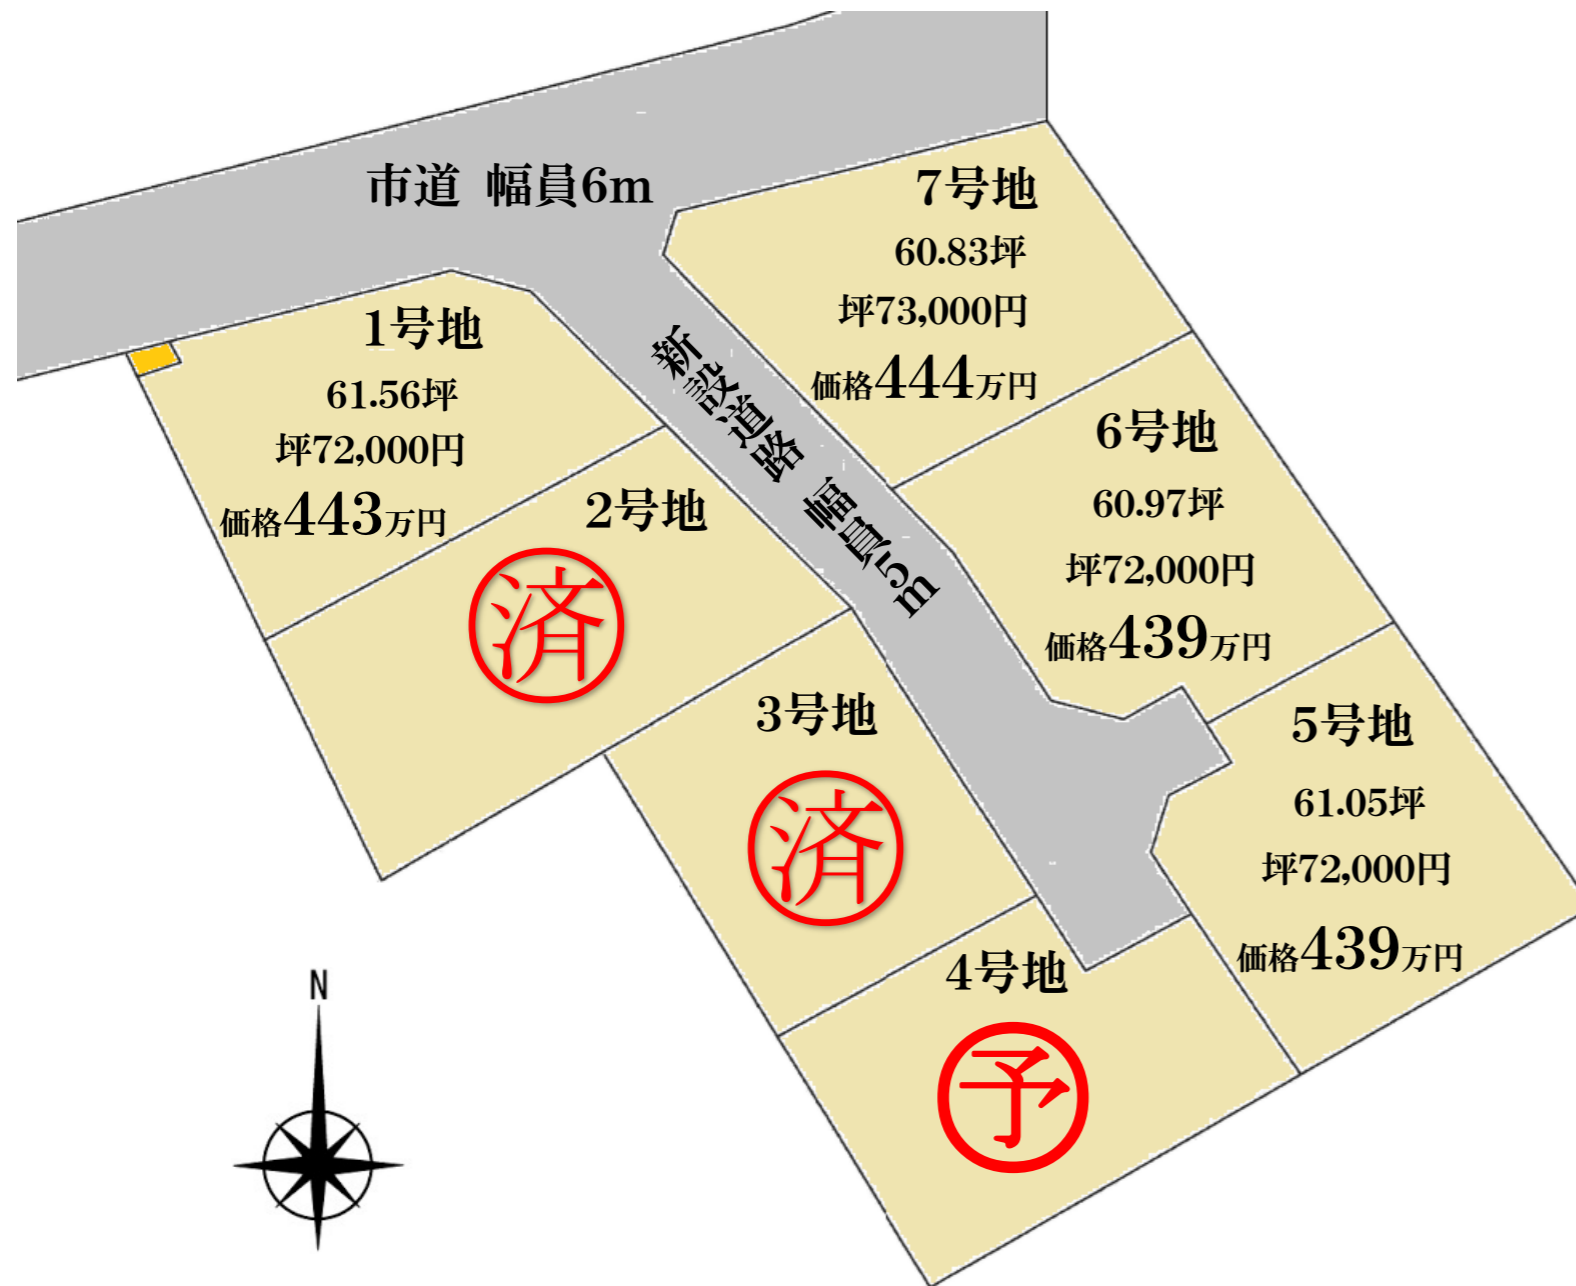 市道 幅員6m
7号地
60.83坪
坪73,000円
価格444万円
1号地
61.56坪
坪72,000円
価格443万円
新設道路 幅員5m
6号地
60.97坪
坪72,000円
価格439万円
2号地
済
3号地
済
5号地
61.05坪
坪72,000円
価格439万円
4号地
予
N